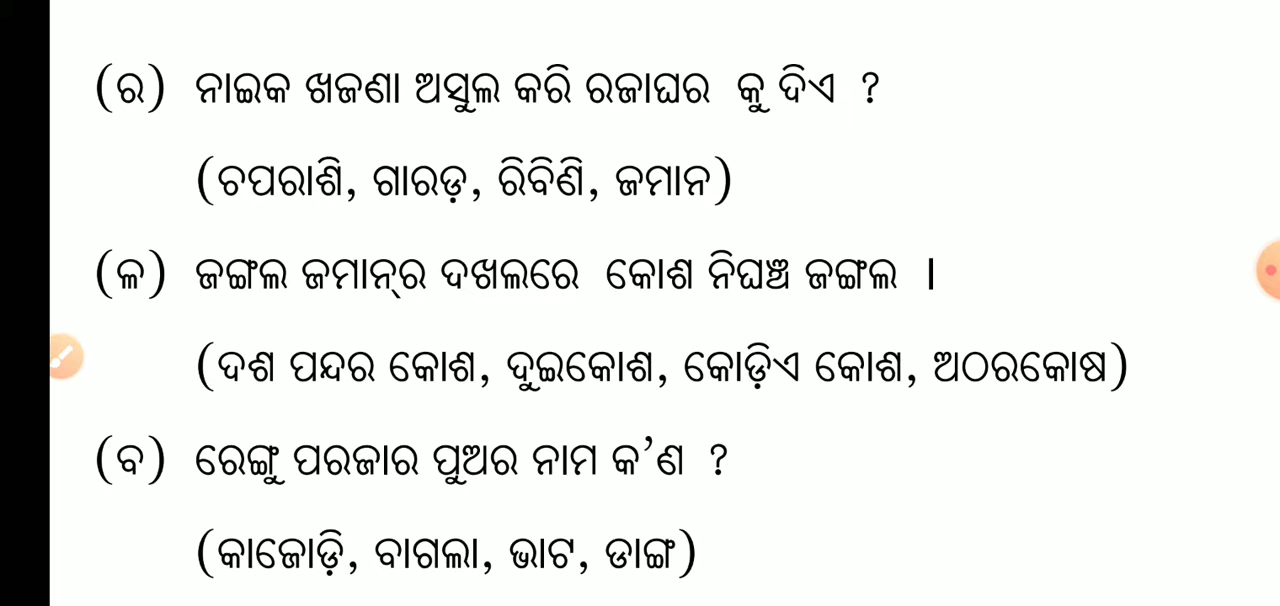 (ର) ନାଇକ ଖଜଣା ଅସୁଲ କରି ରଜାଘର କୁ ଦିଏ ?
(ଚପରାଶି, ଗାରଡ଼, ରିବିଣି, ଜମାନ)
(ଳ) ଜଙ୍ଗଲ ଜମାନ୍‌ର ଦଖଲରେ କୋଶ ନିଘଞ୍ଚ ଜଙ୍ଗଲ ।
(ଦଶ ପନ୍ଦର କୋଶ, ଦୁଇକୋଶ, କୋଡ଼ିଏ କୋଶ, ଅଠରକୋଷ)
(ବ) ରେଙ୍ଗୁ ପରଜାର ପୁଅର ନାମ କ'ଣ ?
(କାଜୋଡ଼ି, ବାଗଲା, ଭାଟ, ଡାଙ୍ଗ)